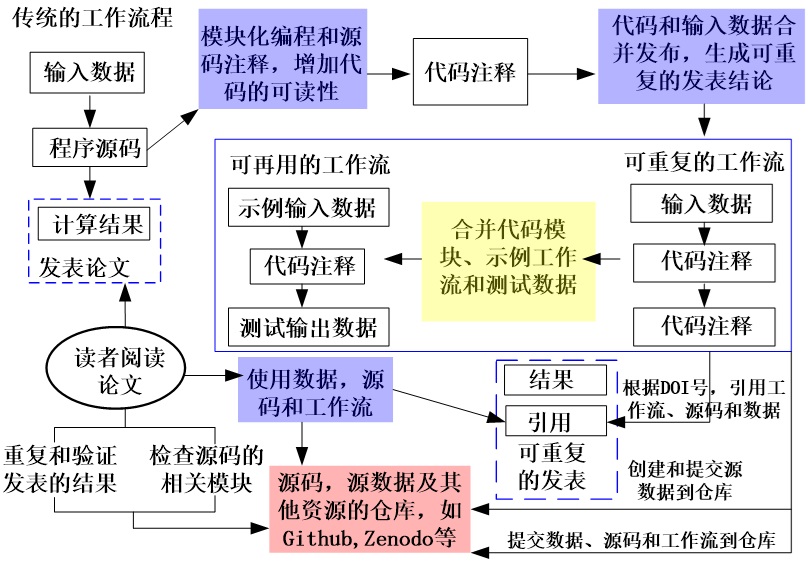 传统的工作流程
输入数据
程序源码
计算结果
发表论文
模块化编程和源
码注释，增加代
码的可读性
代码注释
代码和输入数据合
并发布，生成可重
复的发表结论
可再用的工作流
示例输入数据
代码注释
测试输出数据
合并代码模
块、示例工作
流和测试数据
可重复的工作流
输入数据
代码注释
代码注释
读者阅读
论文
使用数据，源
码和工作流
结果
引用
可重复
的发表
根据DOI号，引用工
作流、源码和数据
重复和验证
发表的结果
检查源码的
相关模块
源码，源数据及其
他资源的仓库，如
Github,Zenodo等
创建和提交源
数据到仓库
提交数据、源码和工作流到仓库